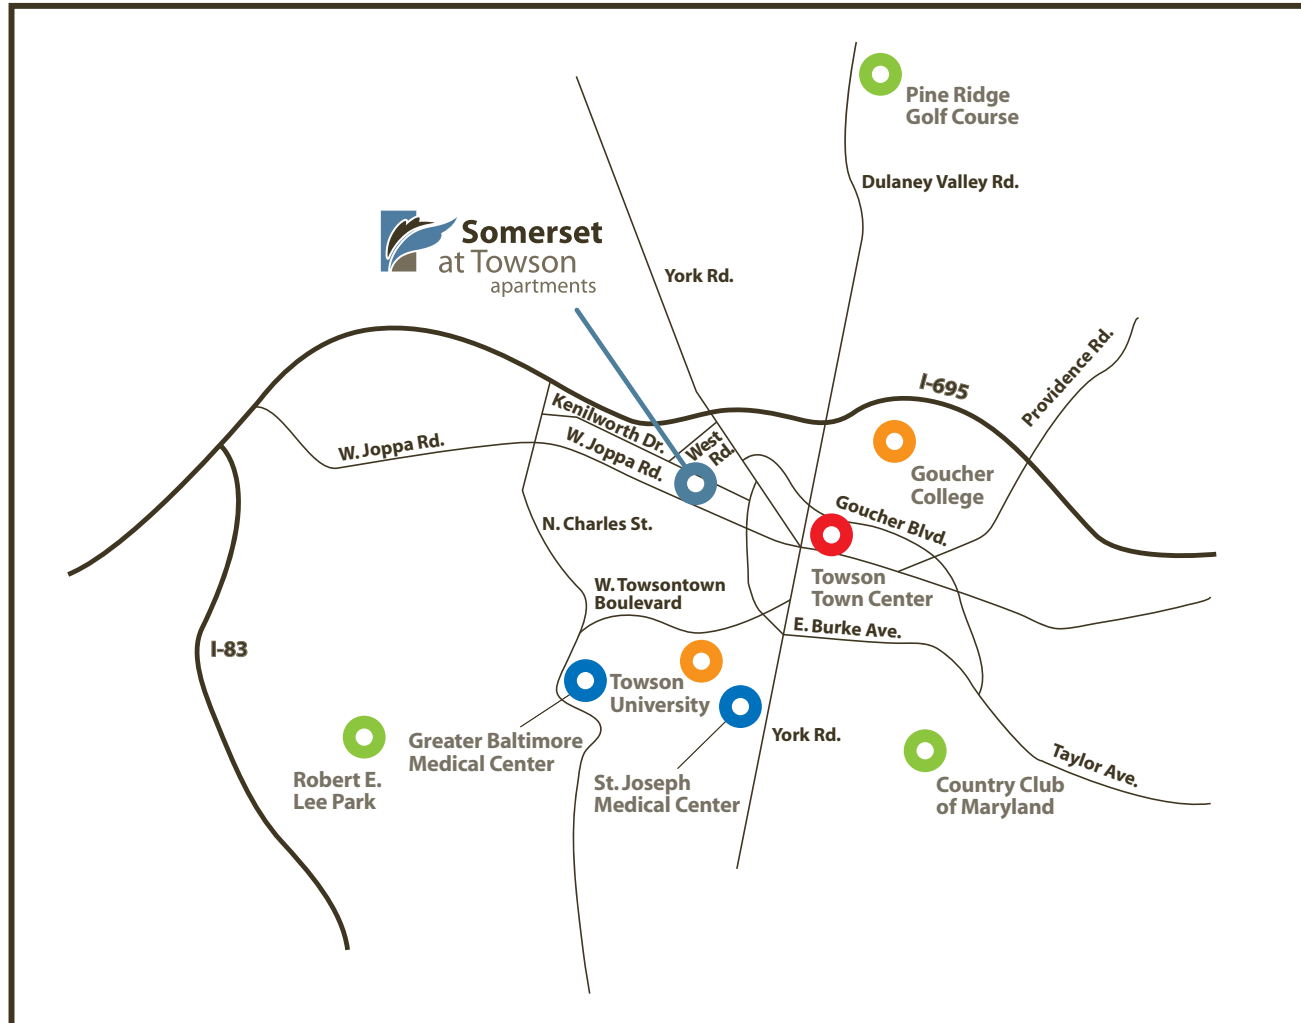 Pine Ridge
Golf Course
Dulaney Valley Rd.
Somerset
at Towson
apartments
York Rd.
Providence Rd.
I-695
Kenilworth Dr.
W. Joppa Rd.
W. Joppa Rd.
West
Rd.
Goucher
College
Goucher Blvd.
N. Charles St.
Towson
Town Center
W. Towsontown
Boulevard
E. Burke Ave.
I-83
Towson
University
York Rd.
Greater Baltimore
Medical Center
Robert E.
Lee Park
St. Joseph
Medical Center
Country Club
of Maryland
Taylor Ave.